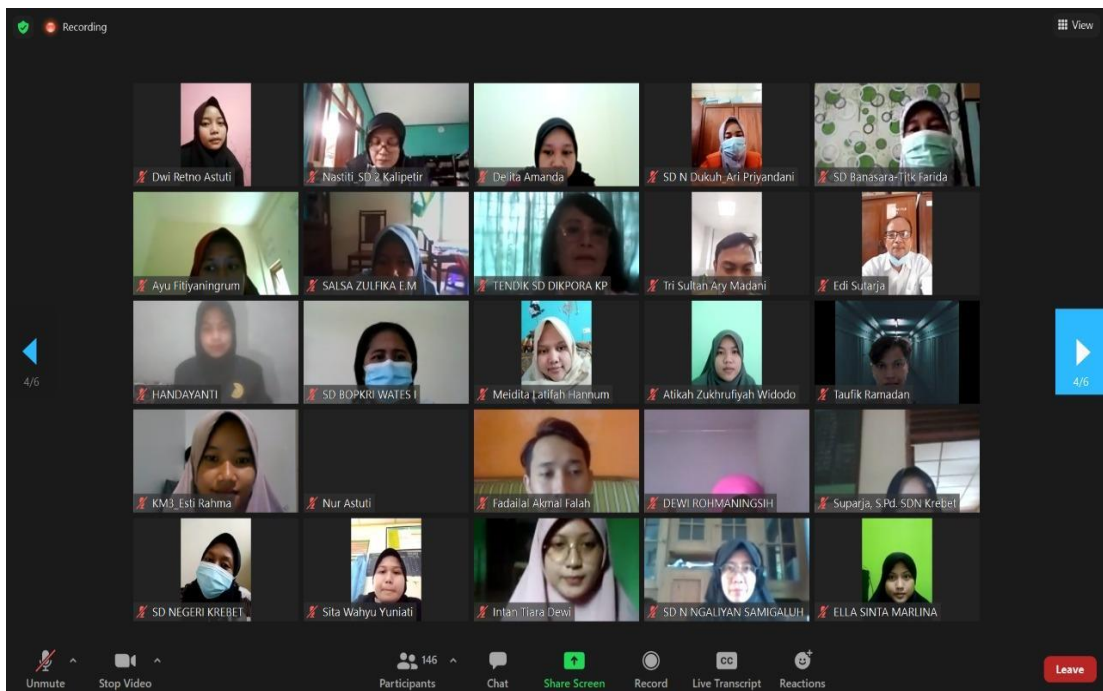 Recording
View
Dwi Retno Astuti
Nastiti_SD 2 Kalipetir
Delita Amanda
SD N Dukuh_Ari Priyandani
SD Banasara-Titk Farida
Ayu Fitiyaningrum
SALSA ZULFIKA E.M
TENDIK SD DIKPORA KP
Tri Sultan Ary Madani
Edi Sutarja
HANDAYANTI
SD BOPKRI WATES I
Meidita Latifah Hannum
Atikah Zukhrufiyah Widodo
Taufik Ramadan
4/6
4/6
KM3_Esti Rahma
Nur Astuti
Fadailal Akmal Falah
DEWI ROHMANINGSIH
Suparja, S.Pd. SDN Krebet
SD NEGERI KREBET
Sita Wahyu Yuniati
Intan Tiara Dewi
SD N NGALIYAN SAMIGALUH
ELLA SINTA MARLINA
Unmute
Stop Video
146
Participants
Chat
Share Screen
Record
CC
Live Transcript
Reactions
Leave